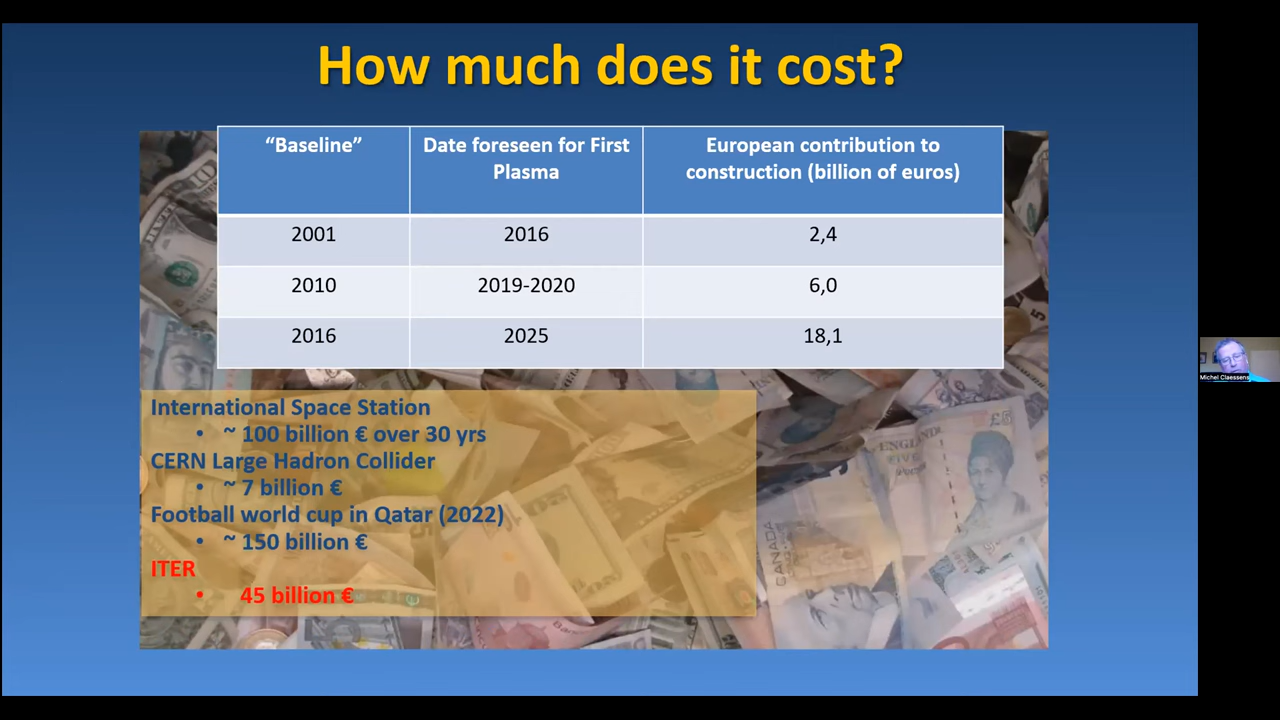 How much does it cost?
“Baseline”
Date foreseen for First
Plasma
European contribution to
construction (billion of euros)
2001 2016 2,4
2010 2019-2020 6,0
2016 2025 18,1
International Space Station
• ~ 100 billion € over 30 yrs
CERN Large Hadron Collider
• ~ 7 billion €
Football world cup in Qatar (2022)
• ~ 150 billion €
ITER
• 45 billion €
£5
ENGLAND
CANADA
Michel Claessens